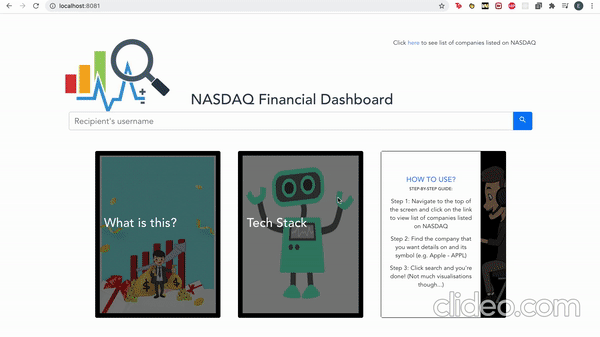 localhost:8081
Click here to see list of companies listed on NASDAQ
NASDAQ Financial Dashboard
Recipient's username
What is this?
Tech Stack
HOW TO USE?
STEP-BY-STEP GUIDE:
Step 1: Navigate to the top
of the screen and click on the link
to view list of companies listed
on NASDAQ
Step 2: Find the company that
you want details on and its
symbol (e.g. Apple - APPL)
Step 3: Click search and you're
done! (Not much visualisations
though...)
clideo.com